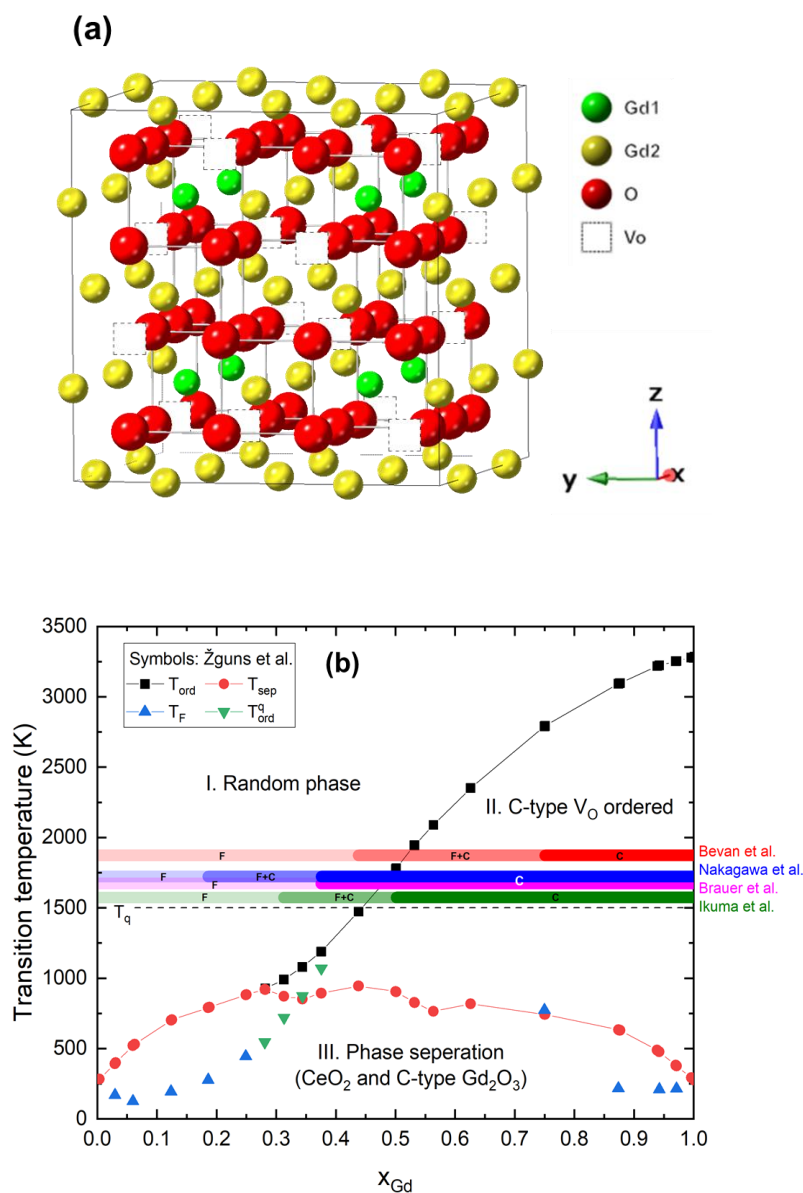 (a)
Gd1
Gd2
O
Vo
z
y
x
3500
3000
2500
2000
1500
1000
500
0
Transition temperature (K)
Symbols: Žguns et al.
T_ord T_sep
T_F T^q_ord
(b)
I. Random phase
II. C-type V_O ordered
F F+C C Bevan et al.
F F+C Nakagawa et al.
F C Brauer et al.
F F+C C Ikuma et al.
T_q
III. Phase seperation
(CeO₂ and C-type Gd₂O₃)
0.0 0.1 0.2 0.3 0.4 0.5 0.6 0.7 0.8 0.9 1.0
x_Gd